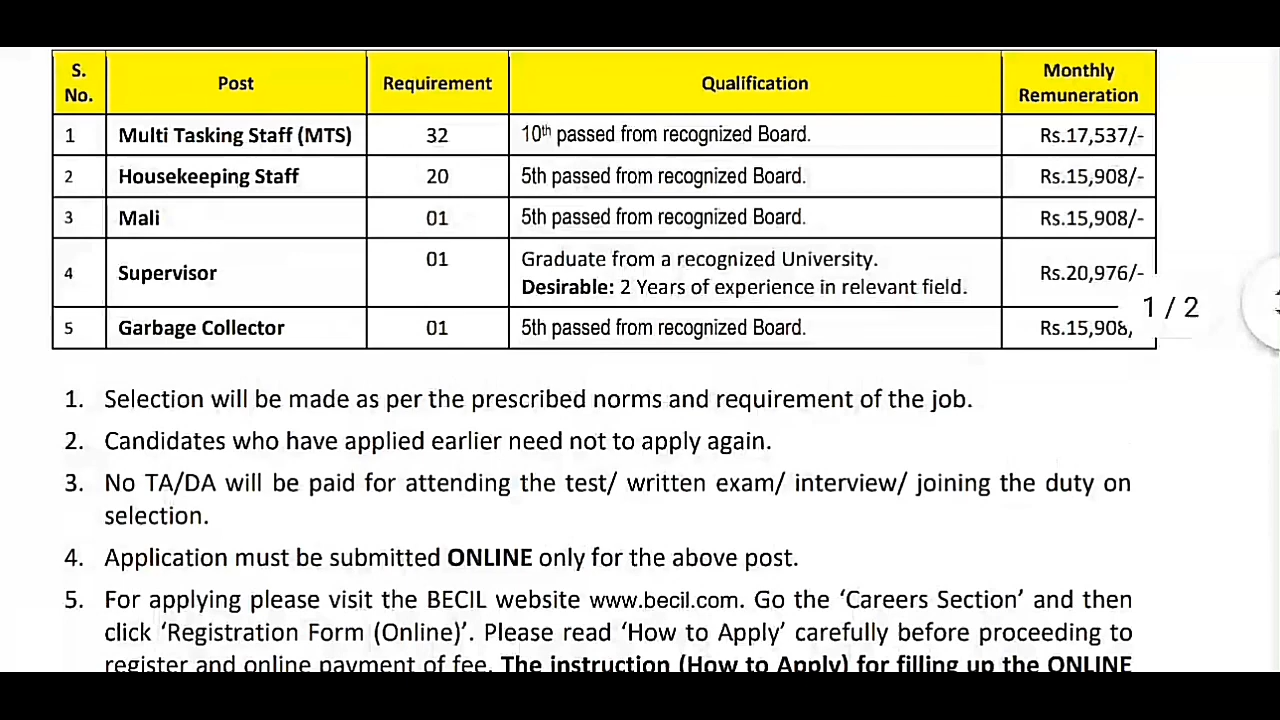 S. No. Post Requirement Qualification Monthly Remuneration
1 Multi Tasking Staff (MTS) 32 10th passed from recognized Board. Rs.17,537/-
2 Housekeeping Staff 20 5th passed from recognized Board. Rs.15,908/-
3 Mali 01 5th passed from recognized Board. Rs.15,908/-
4 Supervisor 01 Graduate from a recognized University. Rs.20,976/-
Desirable: 2 Years of experience in relevant field.
1 / 2
5 Garbage Collector 01 5th passed from recognized Board. Rs.15,908,
1. Selection will be made as per the prescribed norms and requirement of the job.
2. Candidates who have applied earlier need not to apply again.
3. No TA/DA will be paid for attending the test/ written exam/ interview/ joining the duty on
selection.
4. Application must be submitted ONLINE only for the above post.
5. For applying please visit the BECIL website www.becil.com. Go the ‘Careers Section’ and then
click ‘Registration Form (Online)’. Please read ‘How to Apply’ carefully before proceeding to
register and online payment of fee. The instruction (How to Apply) for filling up the ONLINE